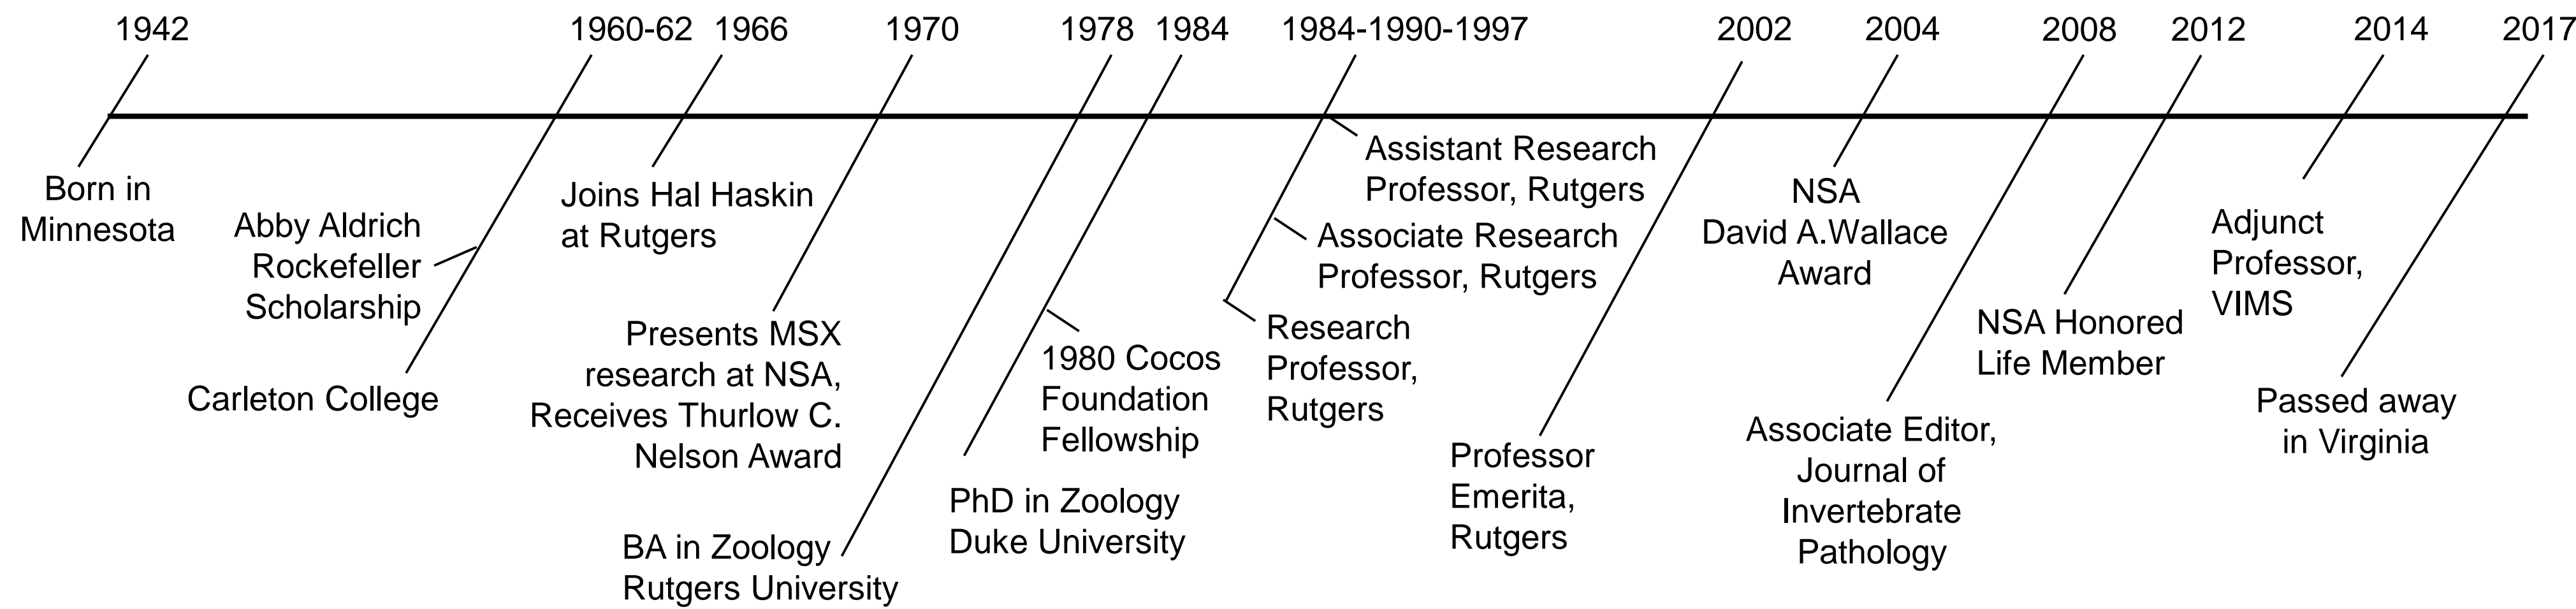 1942
1960-62
1966
1970
1978
1984
1984-1990-1997
2002
2004
2008
2012
2014
2017
Born in
Minnesota
Abby Aldrich
Rockefeller
Scholarship
Carleton College
Joins Hal Haskin
at Rutgers
Presents MSX
research at NSA,
Receives Thurlow C.
Nelson Award
BA in Zoology
Rutgers University
1980 Cocos
Foundation
Fellowship
PhD in Zoology
Duke University
Assistant Research
Professor, Rutgers
Associate Research
Professor, Rutgers
Research
Professor,
Rutgers
Professor
Emerita,
Rutgers
NSA
David A.Wallace
Award
Associate Editor,
Journal of
Invertebrate
Pathology
NSA Honored
Life Member
Adjunct
Professor,
VIMS
Passed away
in Virginia